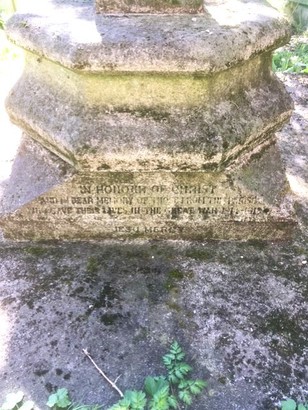 IN HONOUR OF CHRIST
AND IN DEAR MEMORY OF THE
GAVE THEIR LIVES IN THE GREAT WAR
JESU MERCY